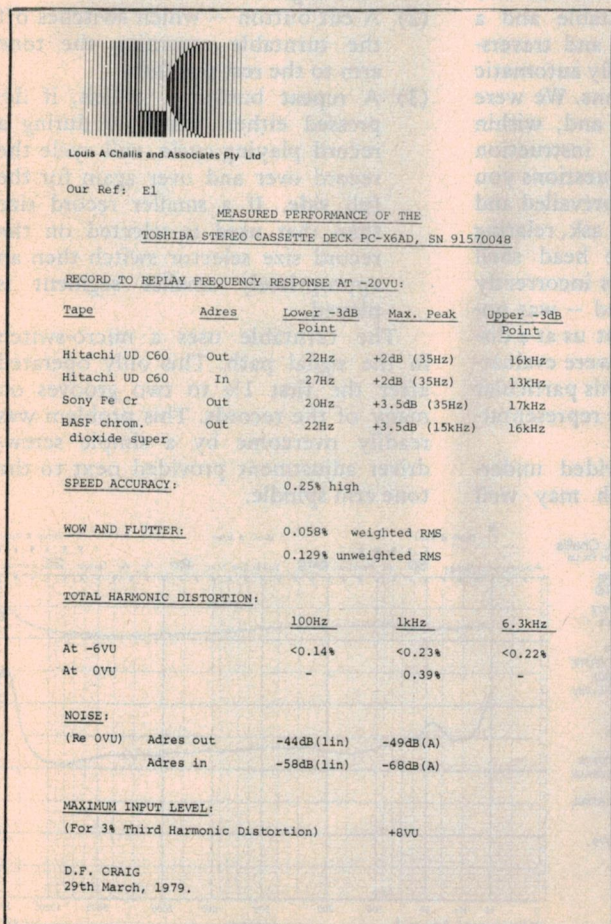 Louis A Challis and Associates Pty Ltd
Our Ref: El
MEASURED PERFORMANCE OF THE
TOSHIBA STEREO CASSETTE DECK PC-X6AD, SN 91570048
RECORD TO REPLAY FREQUENCY RESPONSE AT -20VU:
Tape Adres Lower -3dB Point Max. Peak Upper -3dB Point
Hitachi UD C60 Out 22Hz +2dB (35Hz) 16kHz
Hitachi UD C60 In 27Hz +2dB (35Hz) 13kHz
Sony Fe Cr Out 20Hz +3.5dB (35Hz) 17kHz
BASF chrom. dioxide super Out 22Hz +3.5dB (15kHz) 16kHz
SPEED ACCURACY: 0.25% high
WOW AND FLUTTER: 0.058% weighted RMS
0.129% unweighted RMS
TOTAL HARMONIC DISTORTION:
100Hz 1kHz 6.3kHz
At -6VU <0.14% <0.23% <0.22%
At 0VU - 0.39% -
NOISE:
(Re 0VU) Adres out -44dB(lin) -49dB(A)
Adres in -58dB(lin) -68dB(A)
MAXIMUM INPUT LEVEL:
(For 3% Third Harmonic Distortion) +8VU
D.F. CRAIG
29th March, 1979.